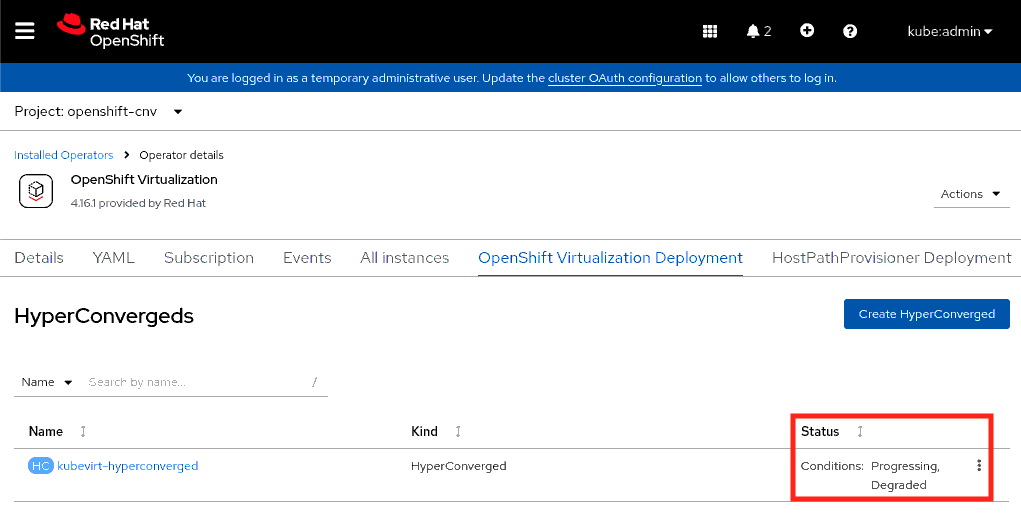 Red Hat
OpenShift
2
kube:admin
You are logged in as a temporary administrative user. Update the cluster OAuth configuration to allow others to log in.
Project: openshift-cnv
Installed Operators > Operator details
OpenShift Virtualization
4.16.1 provided by Red Hat
Actions
Details YAML Subscription Events All instances OpenShift Virtualization Deployment HostPathProvisioner Deployment
HyperConvergeds
Create HyperConverged
Name Search by name... /
Name Kind Status
HC kubevirt-hyperconverged HyperConverged Conditions: Progressing,
Degraded